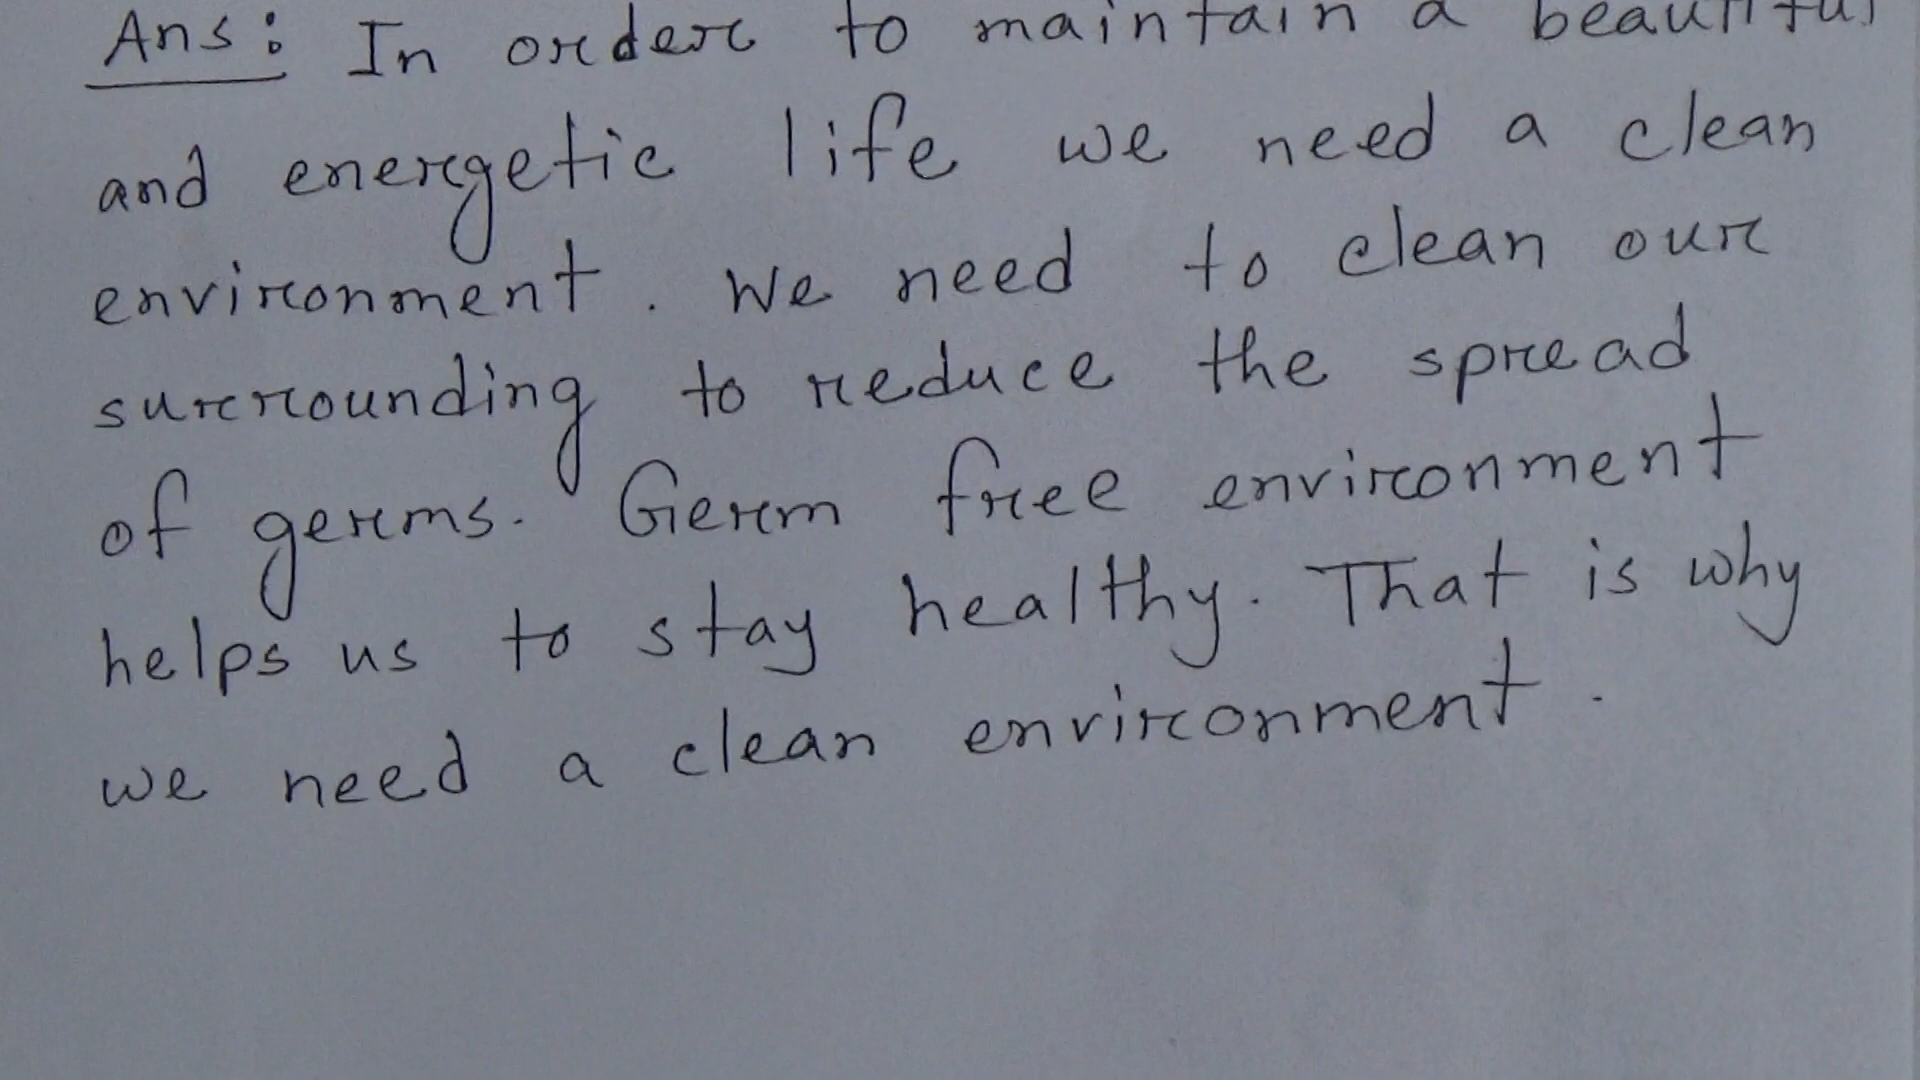 Ans: In order to maintain a beautiful
and energetic life we need a clean
environment. We need to clean our
surrounding to reduce the spread
of germs. Germ free environment
helps us to stay healthy. That is why
we need a clean environment.